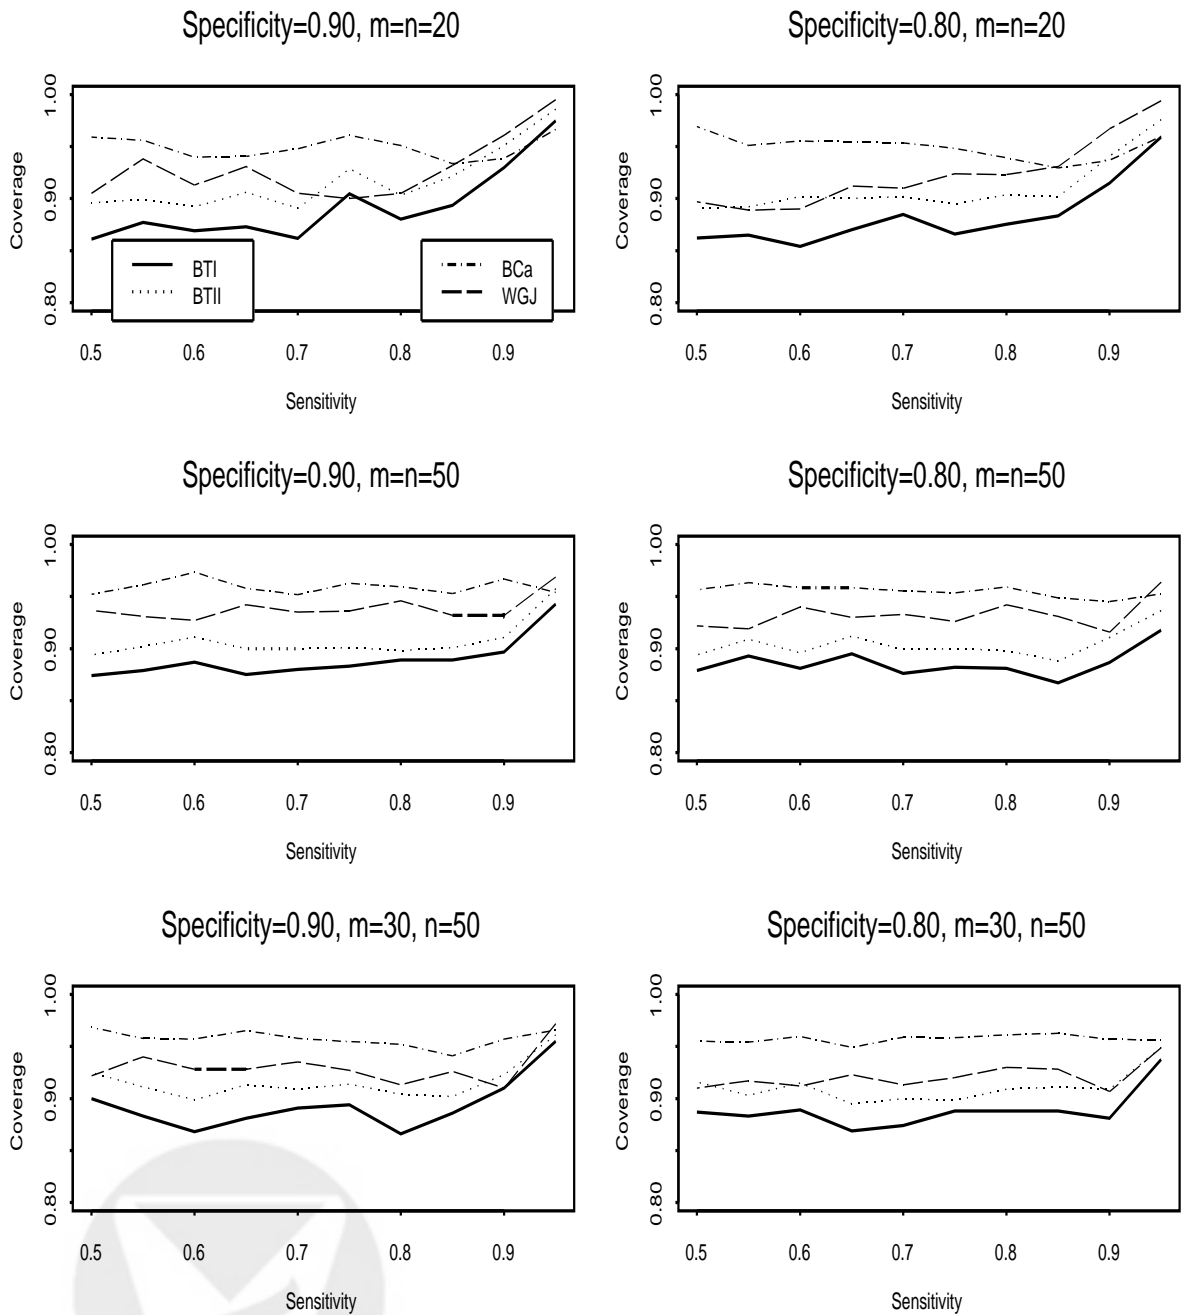 Specificity=0.90, m=n=20
Coverage
1.00
0.90
0.80
BTI
BTII
BCa
WGJ
0.5 0.6 0.7 0.8 0.9
Sensitivity
Specificity=0.80, m=n=20
Coverage
1.00
0.90
0.80
0.5 0.6 0.7 0.8 0.9
Sensitivity
Specificity=0.90, m=n=50
Coverage
1.00
0.90
0.80
0.5 0.6 0.7 0.8 0.9
Sensitivity
Specificity=0.80, m=n=50
Coverage
1.00
0.90
0.80
0.5 0.6 0.7 0.8 0.9
Sensitivity
Specificity=0.90, m=30, n=50
Coverage
1.00
0.90
0.80
0.5 0.6 0.7 0.8 0.9
Sensitivity
Specificity=0.80, m=30, n=50
Coverage
1.00
0.90
0.80
0.5 0.6 0.7 0.8 0.9
Sensitivity